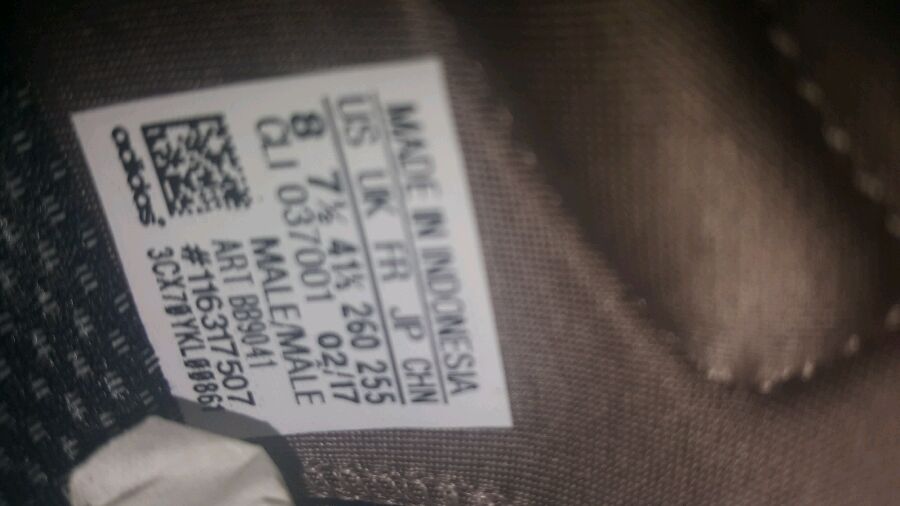 MADE IN INDONESIA
US UK FR JP CHN
8 7½ 41⅓ 260 255
CLI 037001 02/17
MALE/MALE
ART BB9041
#116317507
3CX70YKL0086
adidas